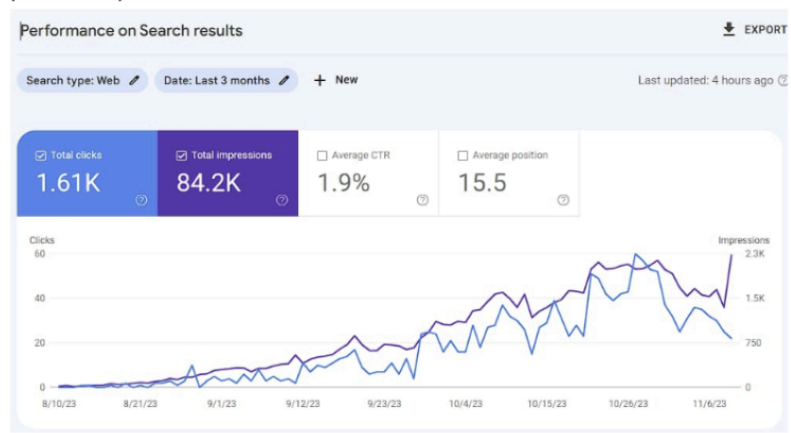 Performance on Search results
EXPORT
Search type: Web
Date: Last 3 months
+ New
Last updated: 4 hours ago
Total clicks
1.61K
Total impressions
84.2K
Average CTR
1.9%
Average position
15.5
Clicks
Impressions
60
2.3K
40
1.5K
20
750
0
0
8/10/23
8/21/23
9/1/23
9/12/23
9/23/23
10/4/23
10/15/23
10/26/23
11/6/23